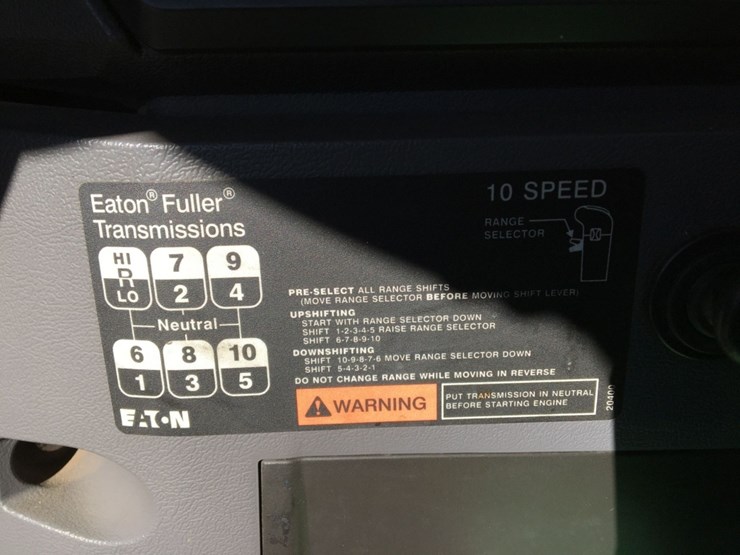 Eaton® Fuller®
Transmissions
10 SPEED
RANGE
SELECTOR
HI 7 9
R
LO 2 4
Neutral
6 8 10
1 3 5
PRE-SELECT ALL RANGE SHIFTS
(MOVE RANGE SELECTOR BEFORE MOVING SHIFT LEVER)
UPSHIFTING
START WITH RANGE SELECTOR DOWN
SHIFT 1-2-3-4-5 RAISE RANGE SELECTOR
SHIFT 6-7-8-9-10
DOWNSHIFTING
SHIFT 10-9-8-7-6 MOVE RANGE SELECTOR DOWN
SHIFT 5-4-3-2-1
DO NOT CHANGE RANGE WHILE MOVING IN REVERSE
WARNING
PUT TRANSMISSION IN NEUTRAL
BEFORE STARTING ENGINE
20400
EATON